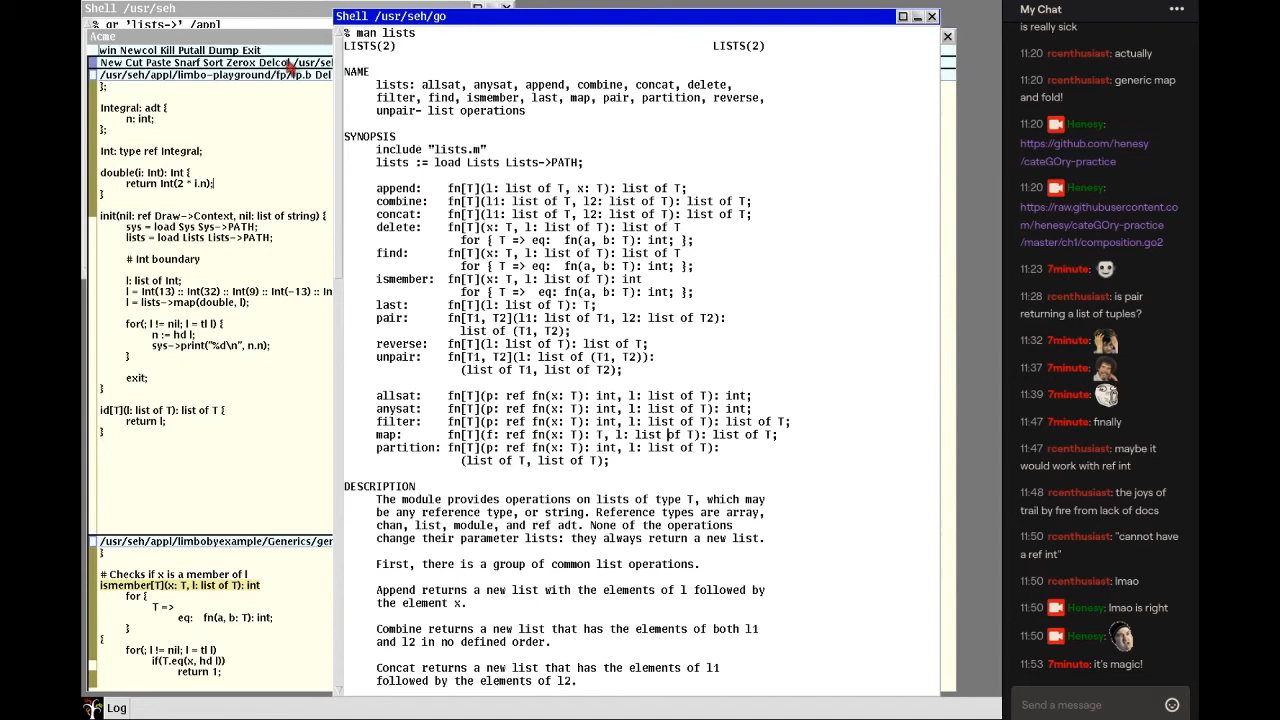 Shell /usr/seh
% gr 'lists->' /appl
Acme
win Newcol Kill Putall Dump Exit
New Cut Paste Snarf Sort Zerox Delcol /usr/seh
/usr/seh/appl/limbo-playground/fp/fp.b Del
};
Integral: adt {
n: int;
};
Int: type ref Integral;
double(i: Int): Int {
return Int(2 * i.n);
}
init(nil: ref Draw->Context, nil: list of string) {
sys = load Sys Sys->PATH;
lists = load Lists Lists->PATH;
# Int boundary
l: list of Int;
l = Int(13) :: Int(32) :: Int(9) :: Int(-13) :: In
l = lists->map(double, l);
for(; l != nil; l = tl l) {
n := hd l;
sys->print("%d\n", n.n);
}
exit;
}
id[T](l: list of T): list of T {
return l;
}
/usr/seh/appl/limbobyexample/Generics/ger
}
# Checks if x is a member of l
ismember[T](x: T, l: list of T): int
for {
T =>
eq: fn(a, b: T): int;
}
{
for(; l != nil; l = tl l)
if(T.eq(x, hd l))
return 1;
Log
Shell /usr/seh/go
% man lists
LISTS(2) LISTS(2)
NAME
lists: allsat, anysat, append, combine, concat, delete,
filter, find, ismember, last, map, pair, partition, reverse,
unpair- list operations
SYNOPSIS
include "lists.m"
lists := load Lists Lists->PATH;
append: fn[T](l: list of T, x: T): list of T;
combine: fn[T](l1: list of T, l2: list of T): list of T;
concat: fn[T](l1: list of T, l2: list of T): list of T;
delete: fn[T](x: T, l: list of T): list of T
for { T => eq: fn(a, b: T): int; };
find: fn[T](x: T, l: list of T): list of T
for { T => eq: fn(a, b: T): int; };
ismember: fn[T](x: T, l: list of T): int
for { T => eq: fn(a, b: T): int; };
last: fn[T](l: list of T): T;
pair: fn[T1, T2](l1: list of T1, l2: list of T2):
list of (T1, T2);
reverse: fn[T](l: list of T): list of T;
unpair: fn[T1, T2](l: list of (T1, T2)):
(list of T1, list of T2);
allsat: fn[T](p: ref fn(x: T): int, l: list of T): int;
anysat: fn[T](p: ref fn(x: T): int, l: list of T): int;
filter: fn[T](p: ref fn(x: T): int, l: list of T): list of T;
map: fn[T](f: ref fn(x: T): T, l: list of T): list of T;
partition: fn[T](p: ref fn(x: T): int, l: list of T):
(list of T, list of T);
DESCRIPTION
The module provides operations on lists of type T, which may
be any reference type, or string. Reference types are array,
chan, list, module, and ref adt. None of the operations
change their parameter lists: they always return a new list.
First, there is a group of common list operations.
Append returns a new list with the elements of l followed by
the element x.
Combine returns a new list that has the elements of both l1
and l2 in no defined order.
Concat returns a new list that has the elements of l1
followed by the elements of l2.
My Chat
is really sick
11:20 rcenthusiast: actually
11:20 rcenthusiast: generic map
and fold!
11:20 Henesy:
https://github.com/henesy
/cateGOry-practice
11:20 Henesy:
https://raw.githubusercontent.co
m/henesy/cateGOry-practice
/master/ch1/composition.go2
11:23 7minute:
11:28 rcenthusiast: is pair
returning a list of tuples?
11:32 7minute:
11:37 7minute:
11:39 7minute:
11:47 7minute: finally
11:47 rcenthusiast: maybe it
would work with ref int
11:48 rcenthusiast: the joys of
trail by fire from lack of docs
11:50 rcenthusiast: "cannot have
a ref int"
11:50 rcenthusiast: lmao
11:50 Henesy: lmao is right
11:50 Henesy:
11:53 7minute: it's magic!
Send a message